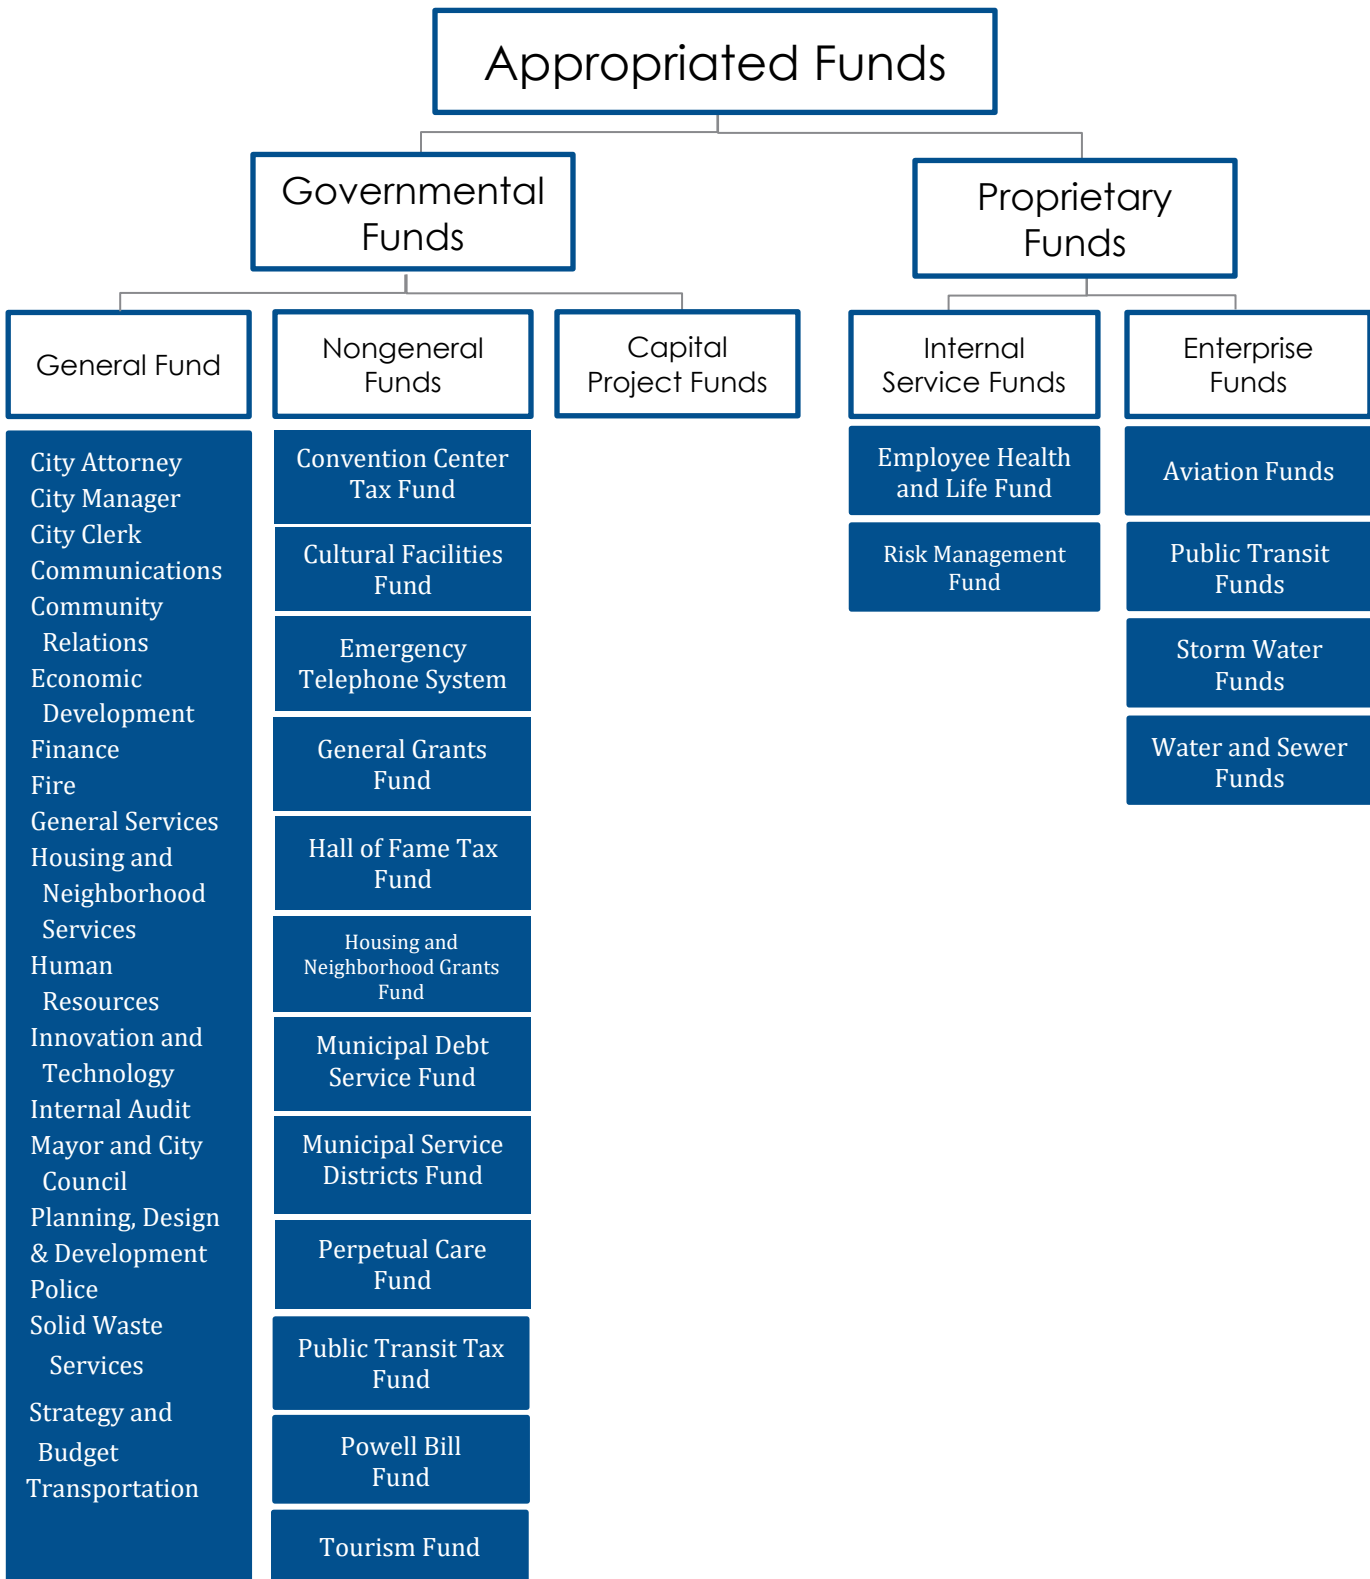 Appropriated Funds
Governmental
Funds
Proprietary
Funds
General Fund
Nongeneral
Funds
Capital
Project Funds
Internal
Service Funds
Enterprise
Funds
City Attorney
City Manager
City Clerk
Communications
Community
Relations
Economic
Development
Finance
Fire
General Services
Housing and
Neighborhood
Services
Human
Resources
Innovation and
Technology
Internal Audit
Mayor and City
Council
Planning, Design
& Development
Police
Solid Waste
Services
Strategy and
Budget
Transportation
Convention Center
Tax Fund
Cultural Facilities
Fund
Emergency
Telephone System
General Grants
Fund
Hall of Fame Tax
Fund
Housing and
Neighborhood Grants
Fund
Municipal Debt
Service Fund
Municipal Service
Districts Fund
Perpetual Care
Fund
Public Transit Tax
Fund
Powell Bill
Fund
Tourism Fund
Employee Health
and Life Fund
Risk Management
Fund
Aviation Funds
Public Transit
Funds
Storm Water
Funds
Water and Sewer
Funds